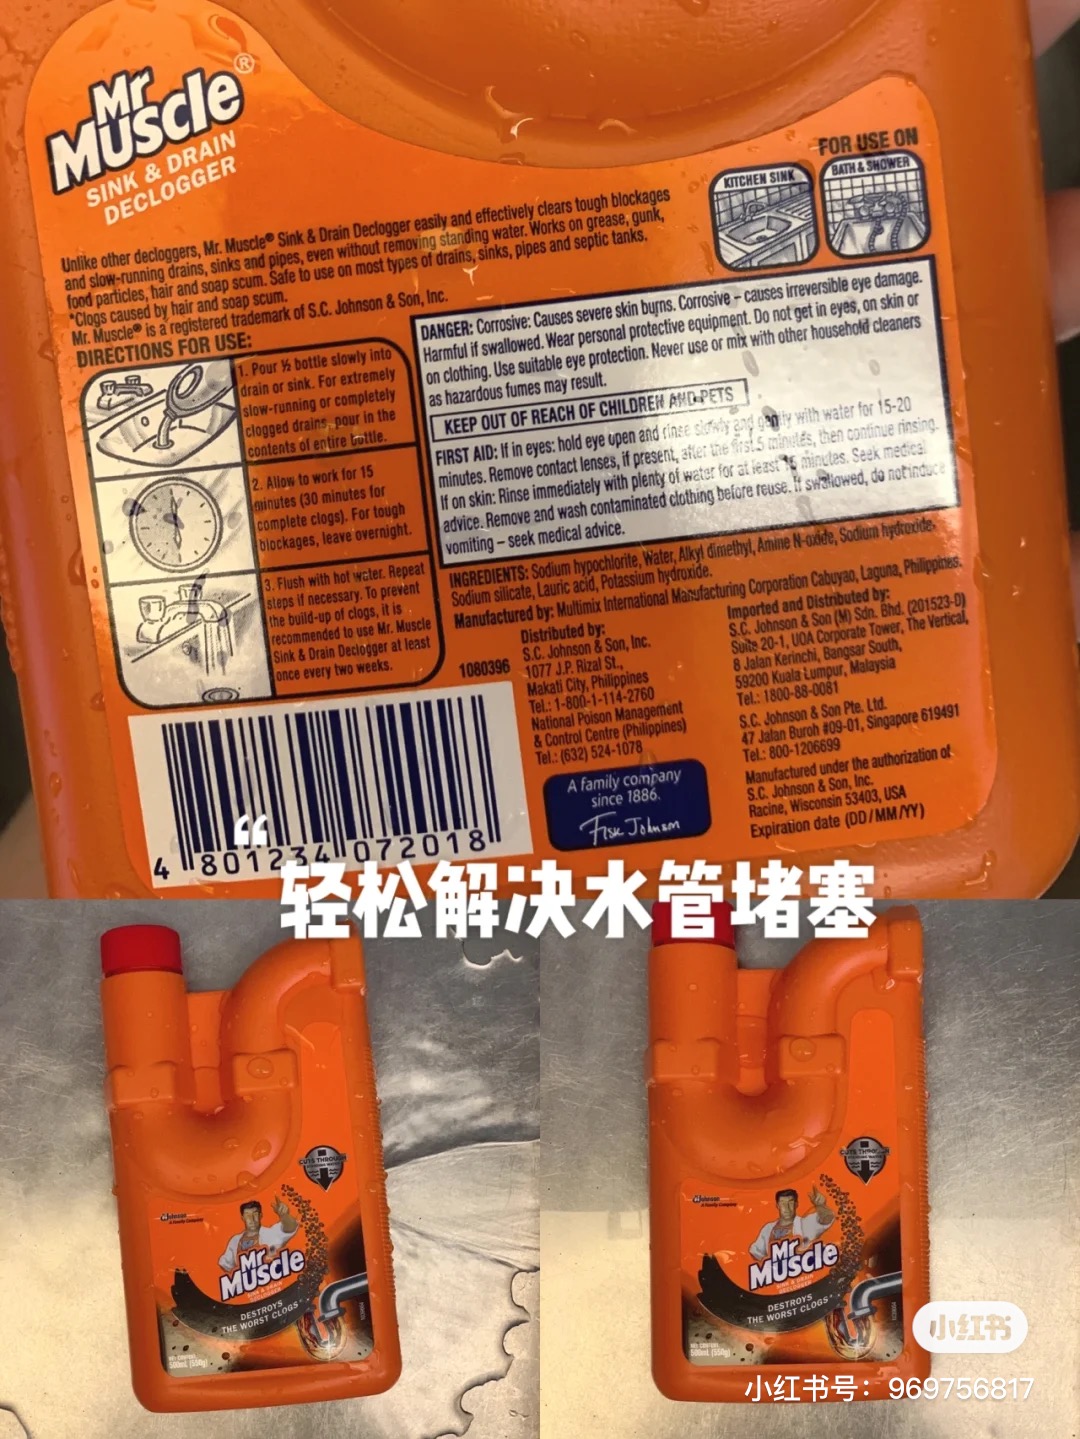 Mr
Muscle®
SINK & DRAIN
DECLOGGER
FOR USE ON
KITCHEN SINK
BATH & SHOWER
Unlike other decloggers, Mr. Muscle® Sink & Drain Declogger easily and effectively clears tough blockages
and slow-running drains, sinks and pipes, even without removing standing water. Works on grease, gunk,
food particles, hair and soap scum. Safe to use on most types of drains, sinks, pipes and septic tanks.
*Clogs caused by hair and soap scum.
Mr. Muscle® is a registered trademark of S.C. Johnson & Son, Inc.
DIRECTIONS FOR USE:
1. Pour ½ bottle slowly into
drain or sink. For extremely
slow-running or completely
clogged drains, pour in the
contents of entire bottle.
2. Allow to work for 15
minutes (30 minutes for
complete clogs). For tough
blockages, leave overnight.
3. Flush with hot water. Repeat
steps if necessary. To prevent
the build-up of clogs, it is
recommended to use Mr. Muscle
Sink & Drain Declogger at least
once every two weeks.
DANGER: Corrosive: Causes severe skin burns. Corrosive – causes irreversible eye damage.
Harmful if swallowed. Wear personal protective equipment. Do not get in eyes, on skin or
on clothing. Use suitable eye protection. Never use or mix with other household cleaners
as hazardous fumes may result.
KEEP OUT OF REACH OF CHILDREN AND PETS
FIRST AID: If in eyes: hold eye open and rinse slowly and gently with water for 15-20
minutes. Remove contact lenses, if present, after the first 5 minutes, then continue rinsing.
If on skin: Rinse immediately with plenty of water for at least 15 minutes. Seek medical
advice. Remove and wash contaminated clothing before reuse. If swallowed, do not induce
vomiting – seek medical advice.
INGREDIENTS: Sodium hypochlorite, Water, Alkyl dimethyl, Amine N-oxide, Sodium hydroxide,
Sodium silicate, Lauric acid, Potassium hydroxide.
Manufactured by: Multimix International Manufacturing Corporation Cabuyao, Laguna, Philippines.
1080396
Distributed by:
S.C. Johnson & Son, Inc.
1077 J.P. Rizal St.,
Makati City, Philippines
Tel.: 1-800-1-114-2760
National Poison Management
& Control Centre (Philippines)
Tel.: (632) 524-1078
A family company
since 1886.
Fisk Johnson
Imported and Distributed by:
S.C. Johnson & Son (M) Sdn. Bhd. (201523-D)
Suite 20-1, UOA Corporate Tower, The Vertical,
8 Jalan Kerinchi, Bangsar South,
59200 Kuala Lumpur, Malaysia
Tel.: 1800-88-0081
S.C. Johnson & Son Pte. Ltd.
47 Jalan Buroh #09-01, Singapore 619491
Tel.: 800-1206699
Manufactured under the authorization of
S.C. Johnson & Son, Inc.
Racine, Wisconsin 53403, USA
Expiration date (DD/MM/YY)
4 801234 072018
“
轻松解决水管堵塞
CUTS THROUGH
Johnson
A Family Company
Mr
Muscle
SINK & DRAIN
DECLOGGER
DESTROYS
THE WORST CLOGS*
500mL (550g)
CUTS THROUGH
Johnson
A Family Company
Mr
Muscle
SINK & DRAIN
DECLOGGER
DESTROYS
THE WORST CLOGS*
500mL (550g)
小红书
小红书号：969756817